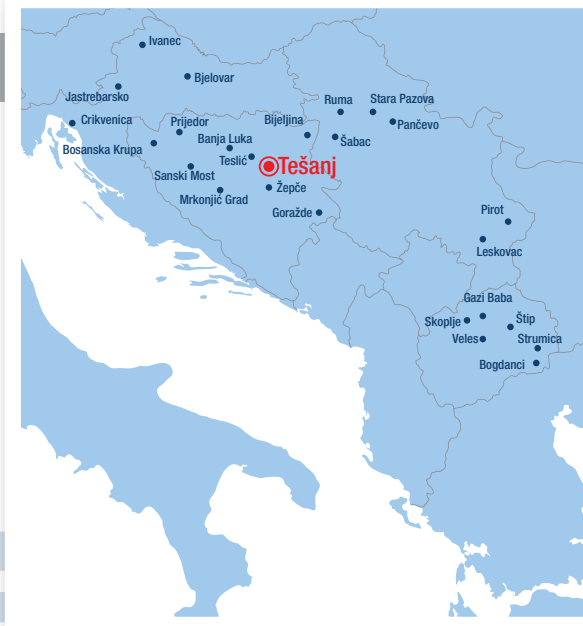 Ivanec
Bjelovar
Jastrebarsko
Ruma
Stara Pazova
Crikvenica
Prijedor
Bijeljina
Pančevo
Banja Luka
Šabac
Bosanska Krupa
Teslić
Tešanj
Sanski Most
Žepče
Mrkonjić Grad
Goražde
Pirot
Leskovac
Gazi Baba
Skoplje
Štip
Veles
Strumica
Bogdanci